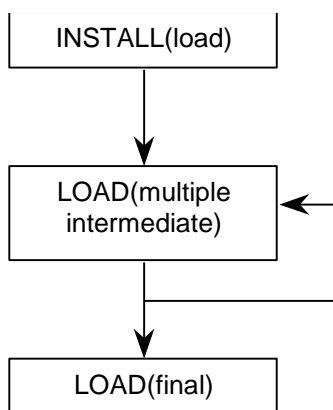 INSTALL(load)
LOAD(multiple
intermediate)
LOAD(final)